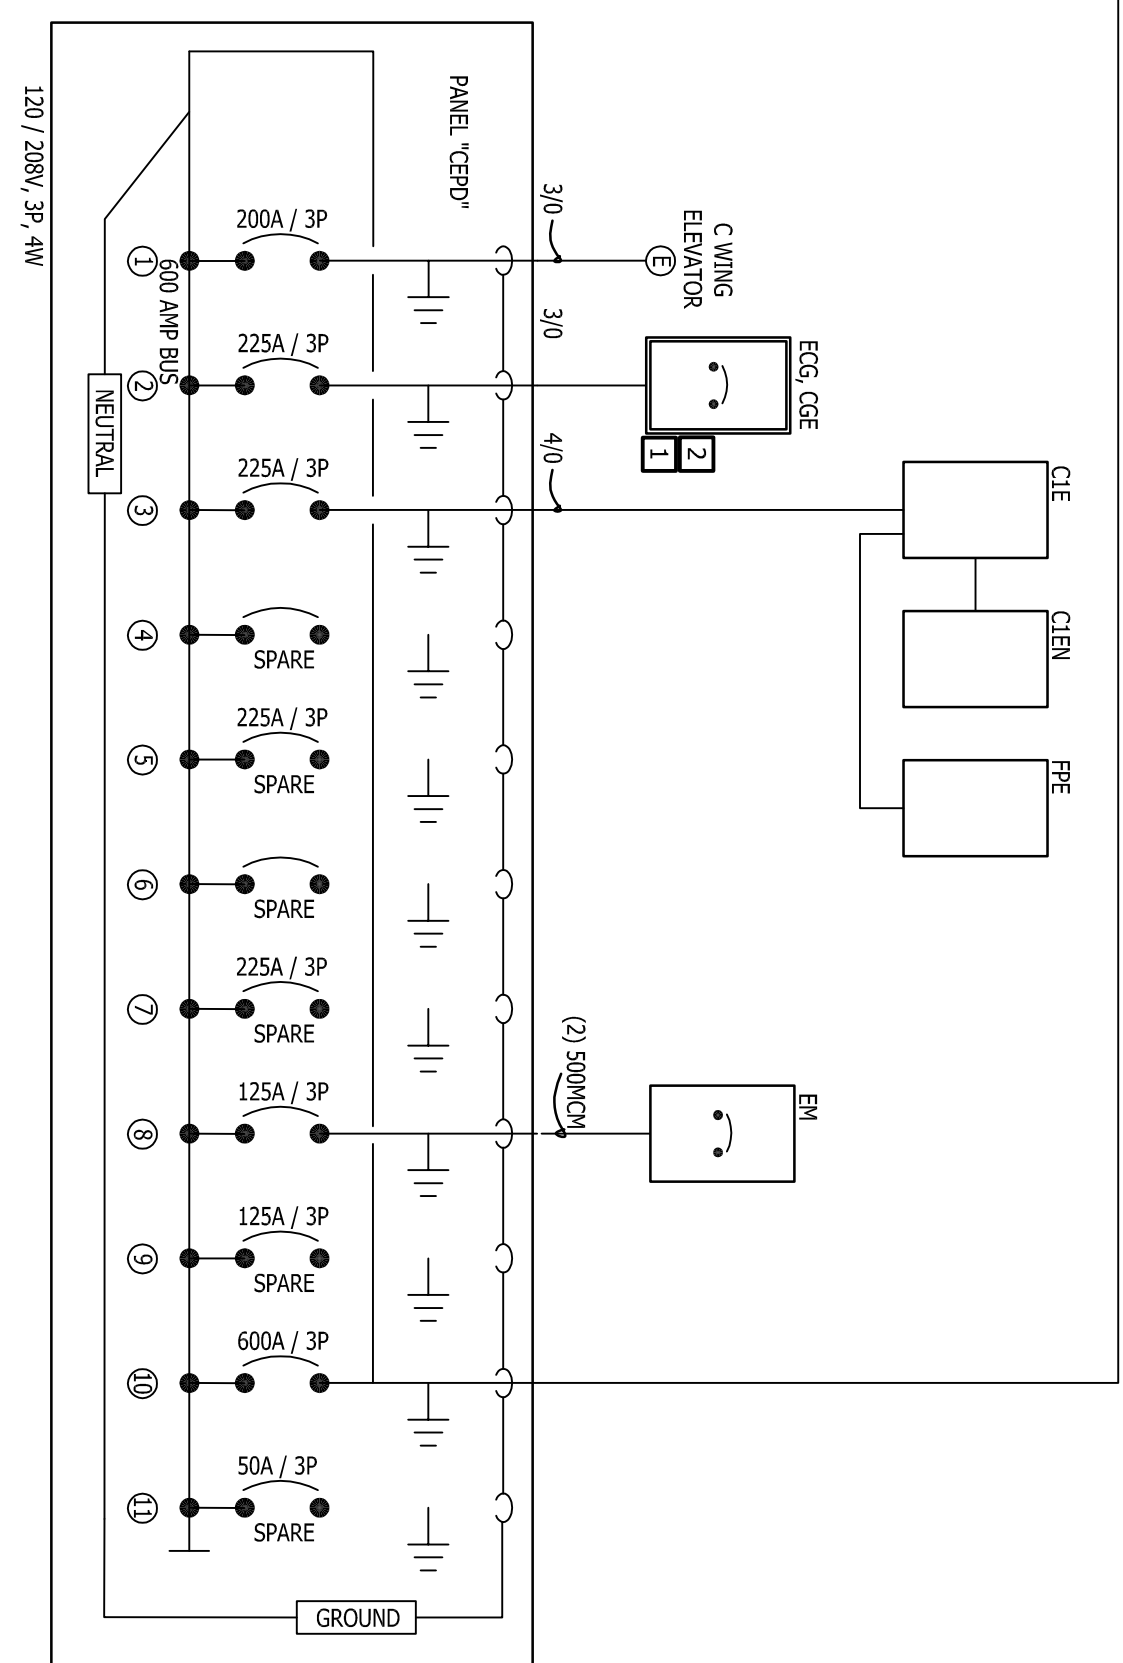 PANEL "CEPD"
120 / 208V, 3P, 4W
600 AMP BUS
NEUTRAL
GROUND
C WING
ELEVATOR
E
3/0
200A / 3P
1
ECG, CGE
1
2
3/0
225A / 3P
2
C1E
C1EN
FPE
4/0
225A / 3P
3
SPARE
4
225A / 3P
SPARE
5
SPARE
6
225A / 3P
SPARE
7
EM
(2) 500MCM
125A / 3P
8
125A / 3P
SPARE
9
600A / 3P
10
50A / 3P
SPARE
11